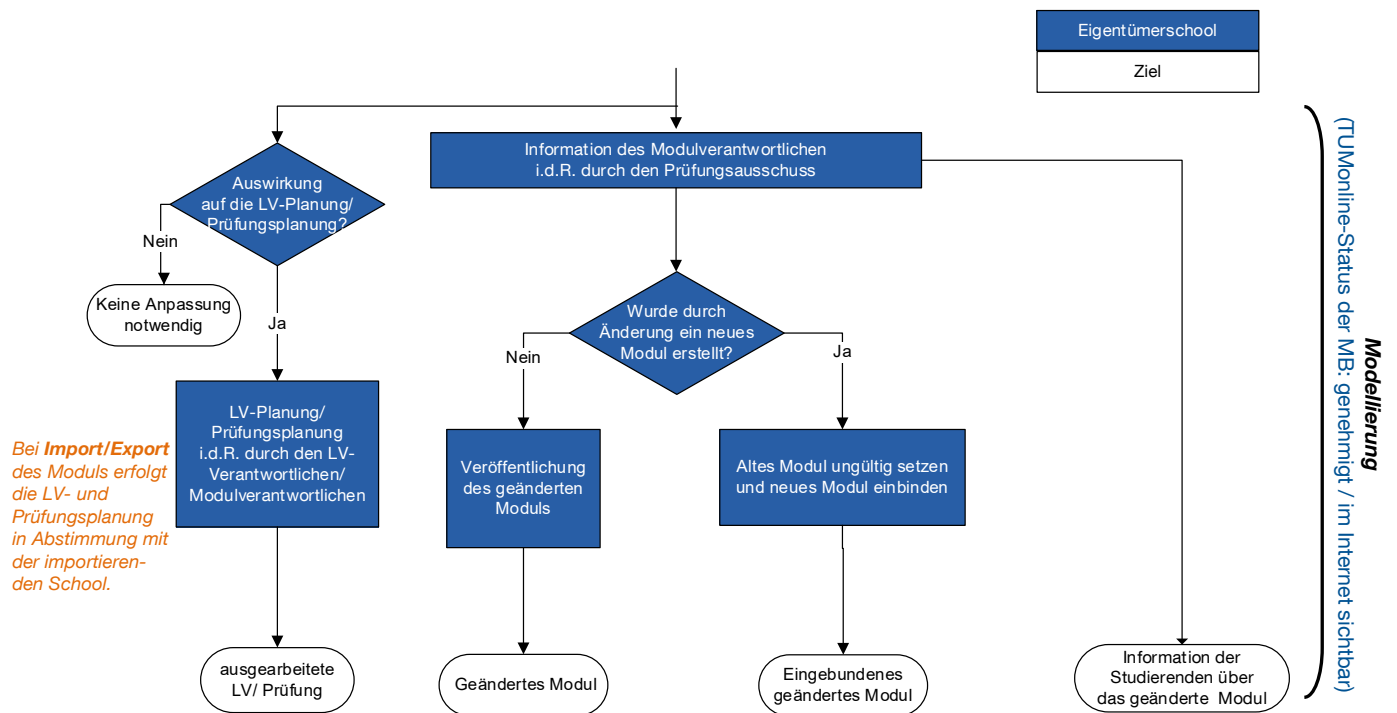 Eigentümerschool
Ziel
Information des Modulverantwortlichen
i.d.R. durch den Prüfungsausschuss
Auswirkung
auf die LV-Planung/
Prüfungsplanung?
Nein
Keine Anpassung
notwendig
Ja
Wurde durch
Änderung ein neues
Modul erstellt?
Nein
Ja
LV-Planung/
Prüfungsplanung
i.d.R. durch den LV-
Verantwortlichen/
Modulverantwortlichen
Bei Import/Export
des Moduls erfolgt
die LV- und
Prüfungsplanung
in Abstimmung mit
der importieren-
den School.
Veröffentlichung
des geänderten
Moduls
Altes Modul ungültig setzen
und neues Modul einbinden
ausgearbeitete
LV/ Prüfung
Geändertes Modul
Eingebundenes
geändertes Modul
Information der
Studierenden über
das geänderte Modul
Modellierung
(TUMonline-Status der MB: genehmigt / im Internet sichtbar)